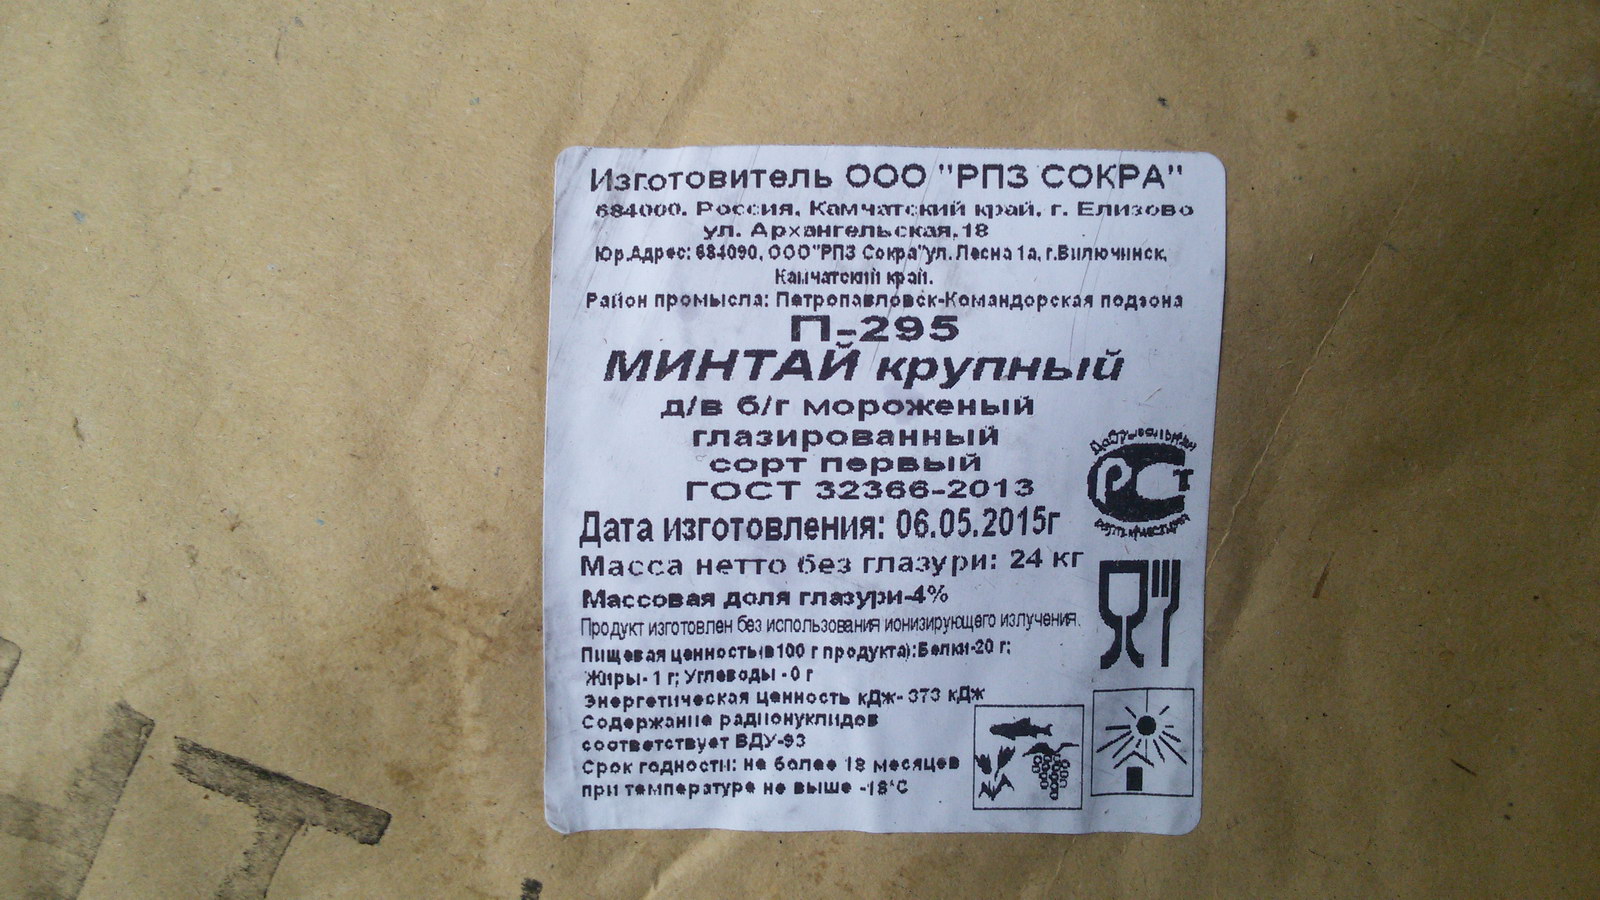 Изготовитель ООО "РПЗ СОКРА"
684000, Россия, Камчатский край, г. Елизово
ул. Архангельская,18
Юр.Адрес: 684090, ООО"РПЗ Сокра"ул. Лесна 1а, г.Вилючинск,
Камчатский край.
Район промысла: Петропавловск-Командорская подзона
П-295
МИНТАЙ крупный
д/в б/г мороженый
глазированный
сорт первый
ГОСТ 32366-2013
РСТ
Дата изготовления: 06.05.2015г
Масса нетто без глазури: 24 кг
Массовая доля глазури-4%
Продукт изготовлен без использования ионизирующего излучения.
Пищевая ценность(в100 г продукта):Белки-20 г;
Жиры- 1 г; Углеводы -0 г
Энергетическая ценность кДж- 373 кДж
Содержание радионуклидов
соответствует ВДУ-93
Срок годности: не более 18 месяцев
при температуре не выше -18°С